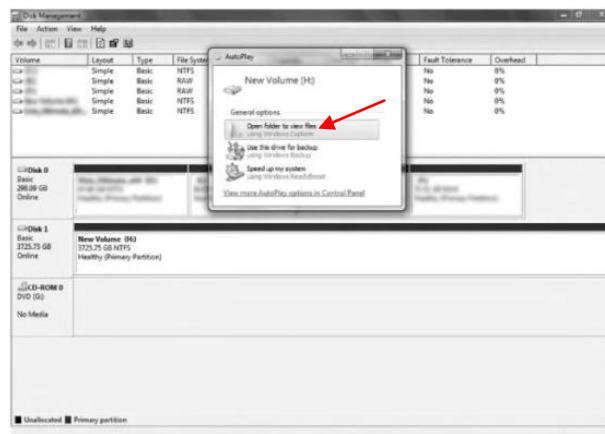 Disk Management
File Action View Help
Volume Layout Type File System Fault Tolerance Overhead
Simple Basic NTFS No 0%
Simple Basic RAW No 0%
Simple Basic RAW No 0%
Simple Basic NTFS No 0%
Simple Basic NTFS No 0%
AutoPlay
New Volume (H:)
General options
Open folder to view files
using Windows Explorer
Use this drive for backup
using Windows Backup
Speed up my system
using Windows ReadyBoost
View more AutoPlay options in Control Panel
Disk 0
Basic
298.09 GB
Online
Disk 1
Basic
3725.75 GB
Online
New Volume (H:)
3725.75 GB NTFS
Healthy (Primary Partition)
CD-ROM 0
DVD (G:)
No Media
Unallocated Primary partition